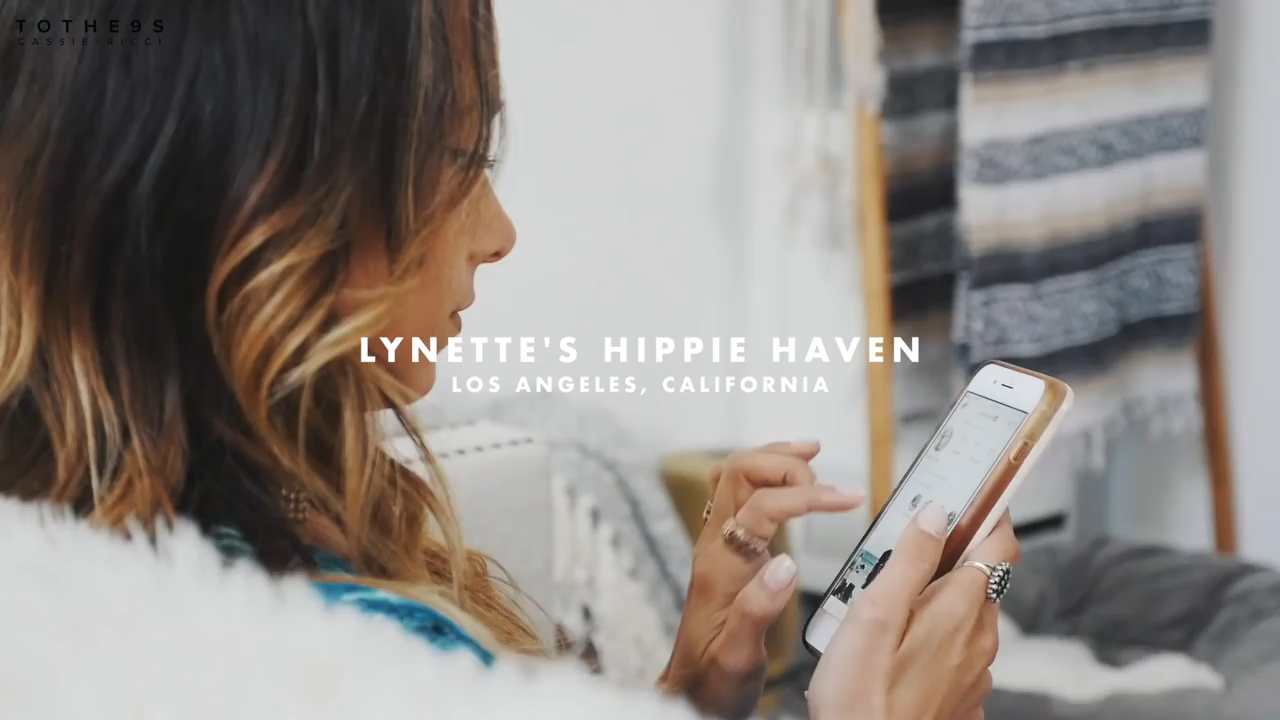 TOTHE9S
CASSIE•RICCI
LYNETTE'S HIPPIE HAVEN
LOS ANGELES, CALIFORNIA